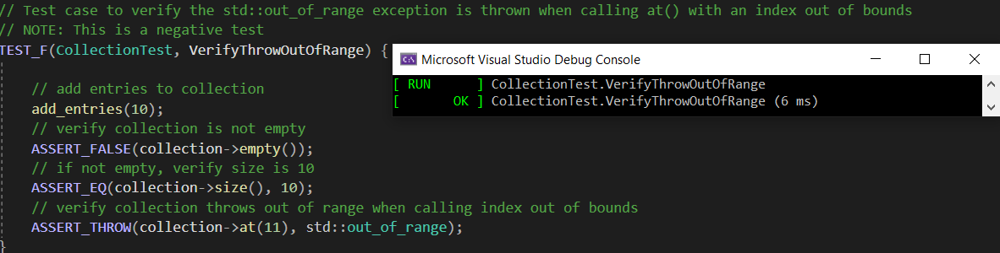 // Test case to verify the std::out_of_range exception is thrown when calling at() with an index out of bounds
// NOTE: This is a negative test
TEST_F(CollectionTest, VerifyThrowOutOfRange) {
// add entries to collection
add_entries(10);
// verify collection is not empty
ASSERT_FALSE(collection->empty());
// if not empty, verify size is 10
ASSERT_EQ(collection->size(), 10);
// verify collection throws out of range when calling index out of bounds
ASSERT_THROW(collection->at(11), std::out_of_range);
}
C:\ Microsoft Visual Studio Debug Console
[ RUN      ] CollectionTest.VerifyThrowOutOfRange
[       OK ] CollectionTest.VerifyThrowOutOfRange (6 ms)